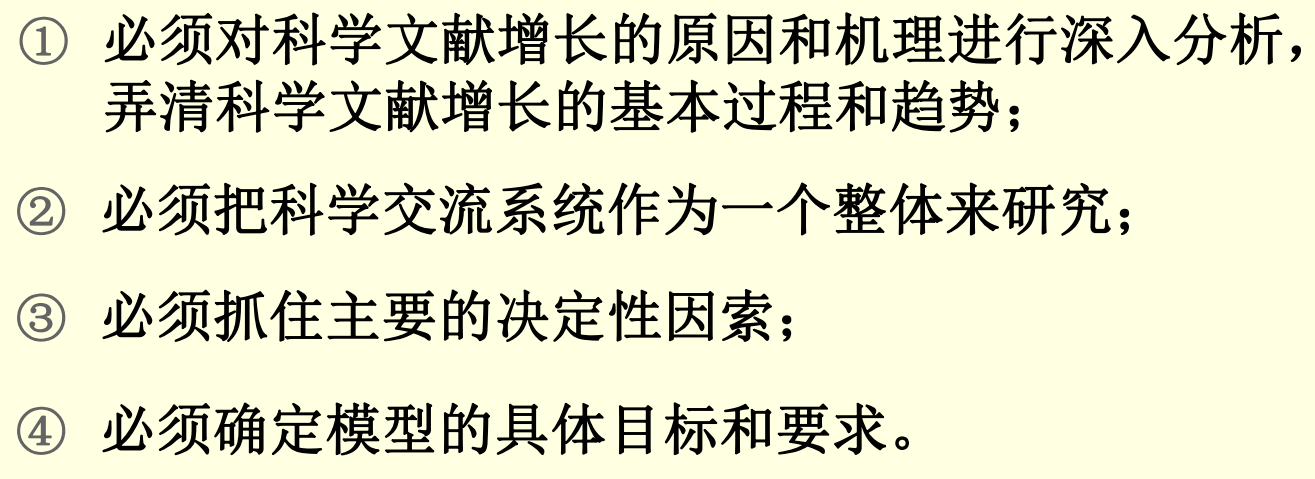 ① 必须对科学文献增长的原因和机理进行深入分析，
弄清科学文献增长的基本过程和趋势；
② 必须把科学交流系统作为一个整体来研究；
③ 必须抓住主要的决定性因素；
④ 必须确定模型的具体目标和要求。